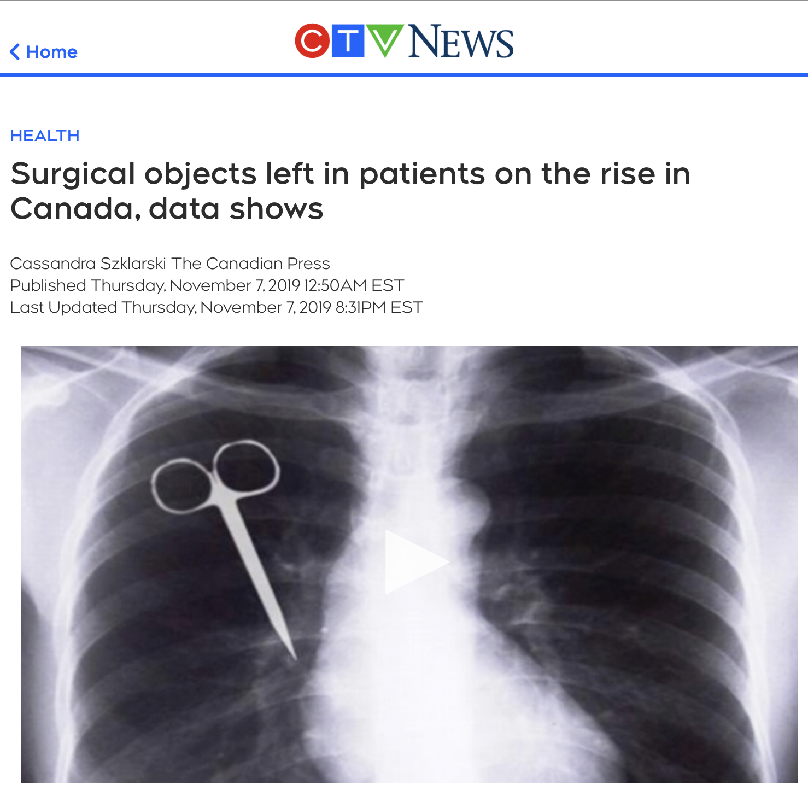 CTV NEWS
Home
HEALTH
Surgical objects left in patients on the rise in
Canada, data shows
Cassandra Szklarski The Canadian Press
Published Thursday, November 7, 2019 12:50AM EST
Last Updated Thursday, November 7, 2019 8:31PM EST